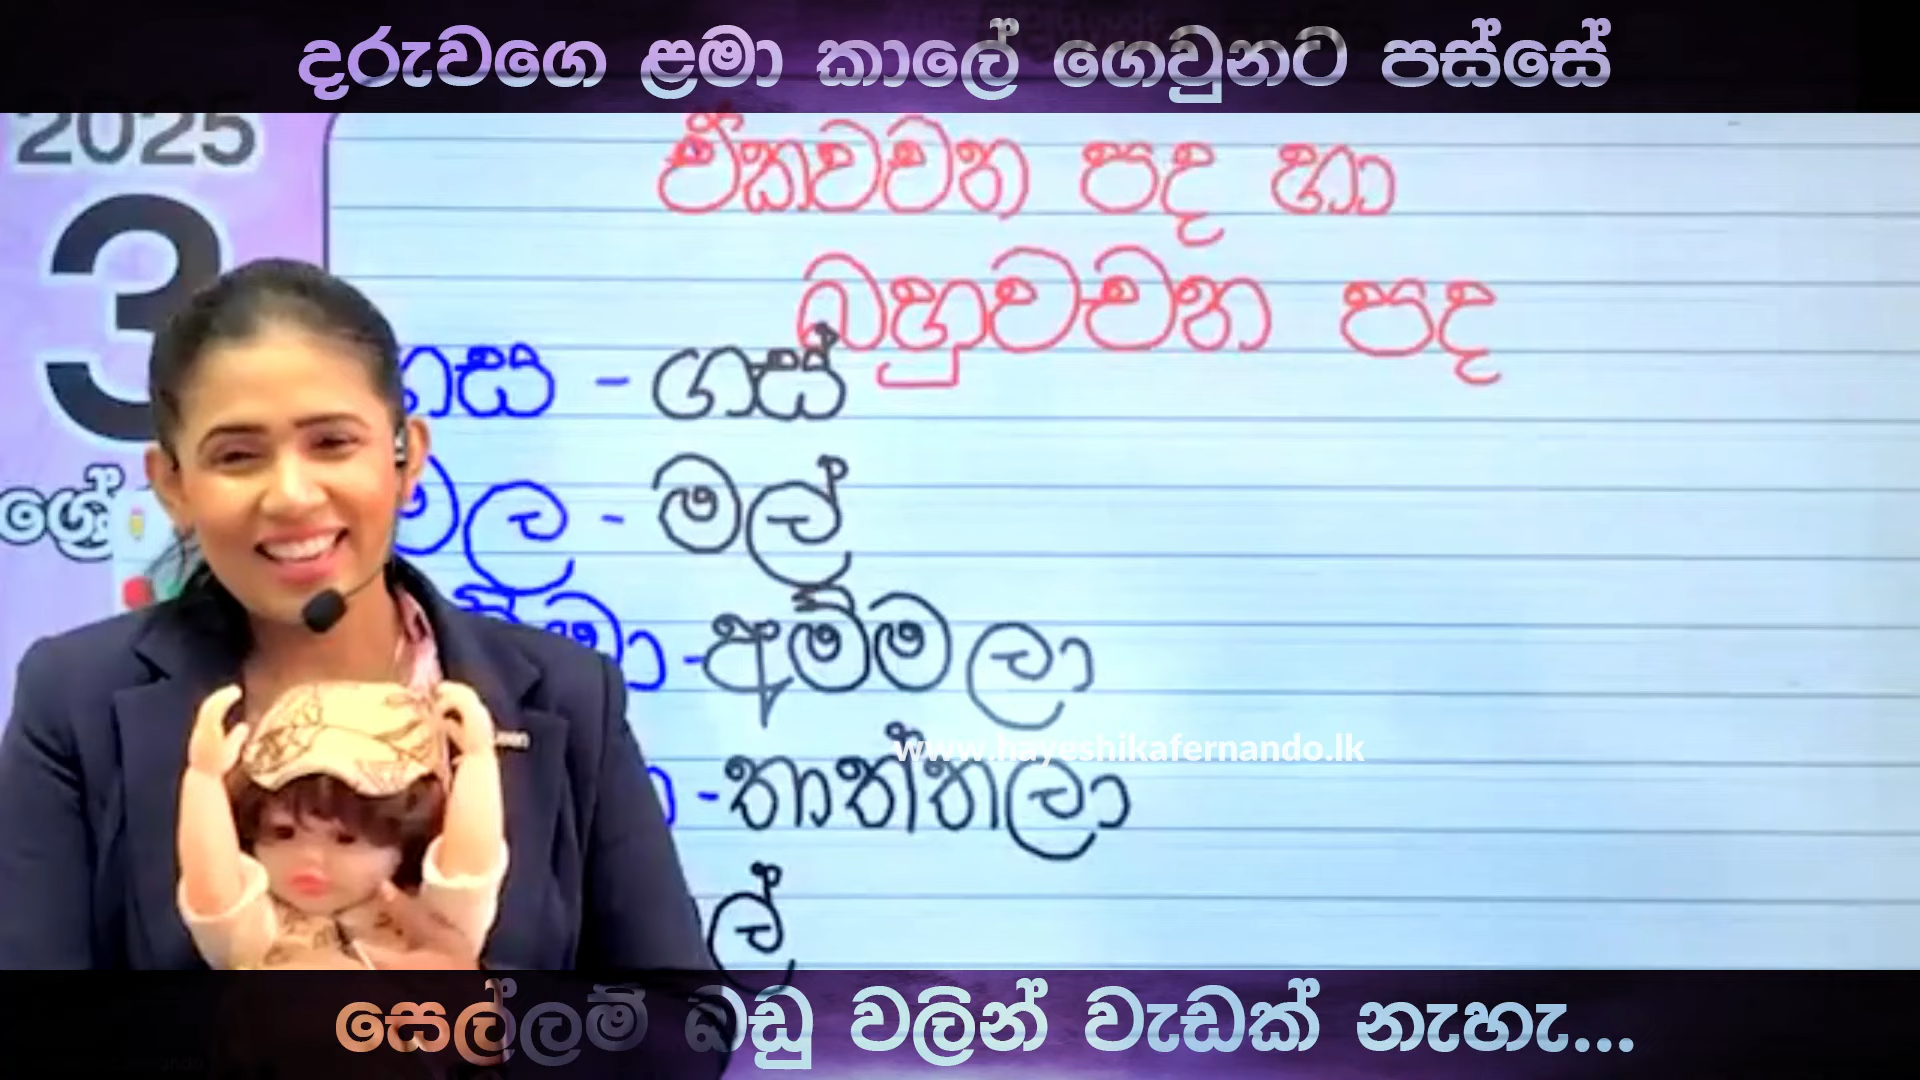 දරුවගෙ ළමා කාලේ ගෙවුනට පස්සේ
2025
3
ශ්‍රේ
ඒකවචන පද හා
බහුවචන පද
ගස - ගස්
මල - මල්
අම්මලා
www.hayeshikafernando.lk
තාත්තලා
සෙල්ලම් බඩු වලින් වැඩක් නැහැ...